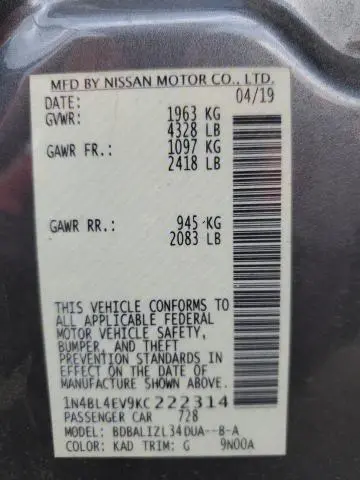 MFD BY NISSAN MOTOR CO., LTD.
DATE: 04/19
GVWR: 1963 KG
4328 LB
GAWR FR.: 1097 KG
2418 LB
GAWR RR.: 945 KG
2083 LB
THIS VEHICLE CONFORMS TO
ALL APPLICABLE FEDERAL
MOTOR VEHICLE SAFETY,
BUMPER, AND THEFT
PREVENTION STANDARDS IN
EFFECT ON THE DATE OF
MANUFACTURE SHOWN ABOVE.
1N4BL4EV9KC222314
PASSENGER CAR 728
MODEL: BDBALIZL34DUA--B-A
COLOR: KAD TRIM: G 9N00A